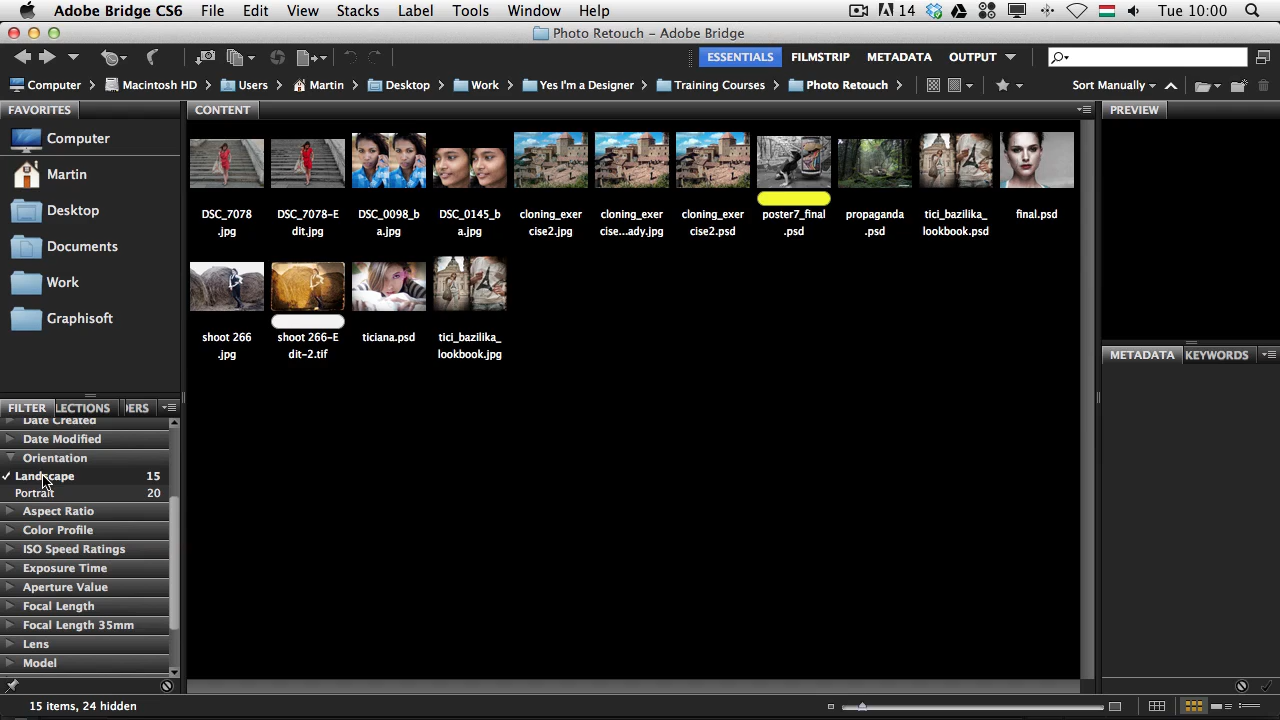 Adobe Bridge CS6 File Edit View Stacks Label Tools Window Help 14 Tue 10:00
Photo Retouch – Adobe Bridge
ESSENTIALS FILMSTRIP METADATA OUTPUT
Computer Macintosh HD Users Martin Desktop Work Yes I'm a Designer Training Courses Photo Retouch Sort Manually
FAVORITES
Computer
Martin
Desktop
Documents
Work
Graphisoft
CONTENT
DSC_7078
.jpg
DSC_7078-E
dit.jpg
DSC_0098_b
a.jpg
DSC_0145_b
a.jpg
cloning_exer
cise2.jpg
cloning_exer
cise...ady.jpg
cloning_exer
cise2.psd
poster7_final
.psd
propaganda
.psd
tici_bazilika_
lookbook.psd
final.psd
shoot 266
.jpg
shoot 266-E
dit-2.tif
ticiana.psd
tici_bazilika_
lookbook.jpg
PREVIEW
METADATA KEYWORDS
FILTER LECTIONS DERS
Date Created
Date Modified
Orientation
Landscape 15
Portrait 20
Aspect Ratio
Color Profile
ISO Speed Ratings
Exposure Time
Aperture Value
Focal Length
Focal Length 35mm
Lens
Model
15 items, 24 hidden